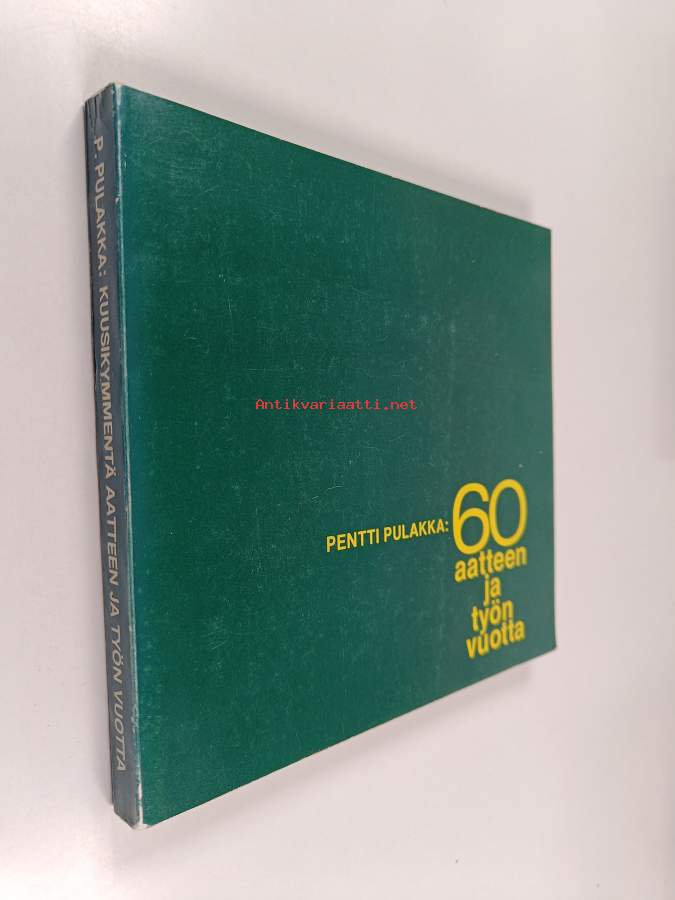 P. PULAKKA: KUUSIKYMMENTÄ AATTEEN JA TYÖN VUOTTA
Antikvariaatti.net
PENTTI PULAKKA: 60
aatteen
ja
työn
vuotta